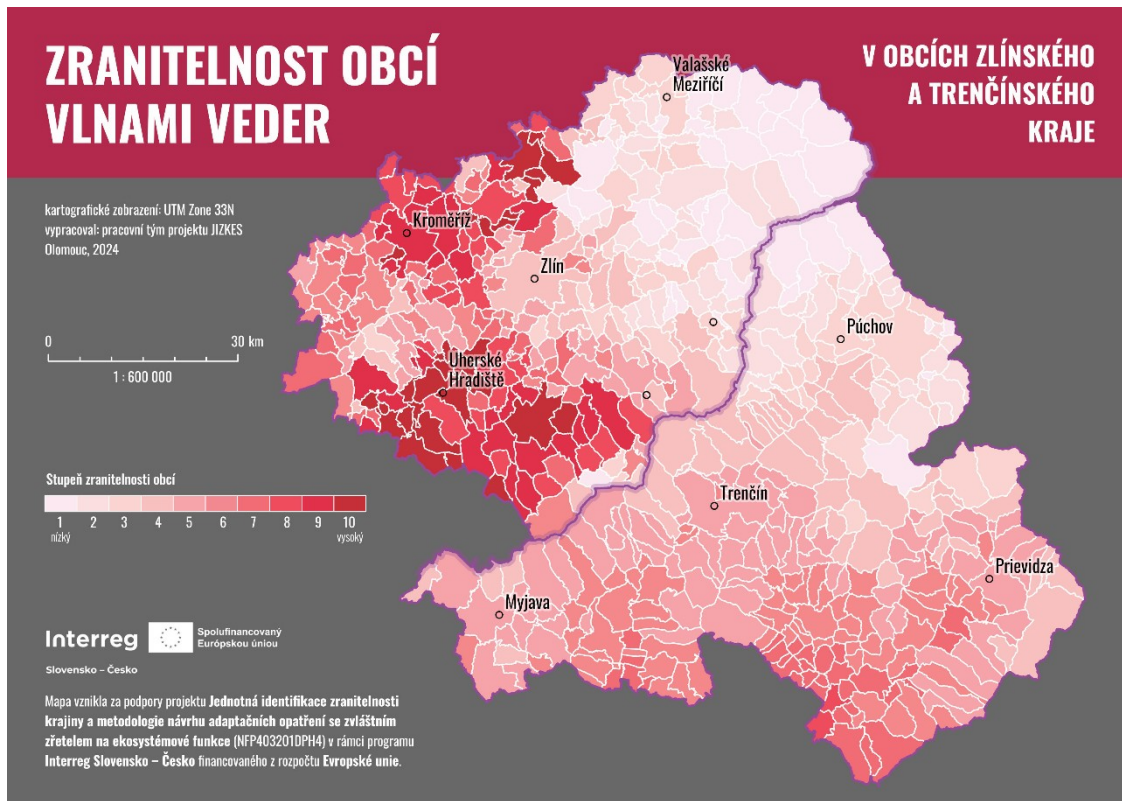 ZRANITELNOST OBCÍ
VLNAMI VEDER
V OBCÍCH ZLÍNSKÉHO
A TRENČÍNSKÉHO
KRAJE
kartografické zobrazení: UTM Zone 33N
vypracoval: pracovní tým projektu JIZKES
Olomouc, 2024
0 30 km
1 : 600 000
Valašské
Meziříčí
Kroměříž
Zlín
Púchov
Uherské
Hradiště
Trenčín
Prievidza
Myjava
Stupeň zranitelnosti obcí
1 2 3 4 5 6 7 8 9 10
nízký vysoký
Interreg
Spolufinancovaný
Európskou úniou
Slovensko – Česko
Mapa vznikla za podpory projektu Jednotná identifikace zranitelnosti
krajiny a metodologie návrhu adaptačních opatření se zvláštním
zřetelem na ekosystémové funkce (NFP403201DPH4) v rámci programu
Interreg Slovensko – Česko financovaného z rozpočtu Evropské unie.